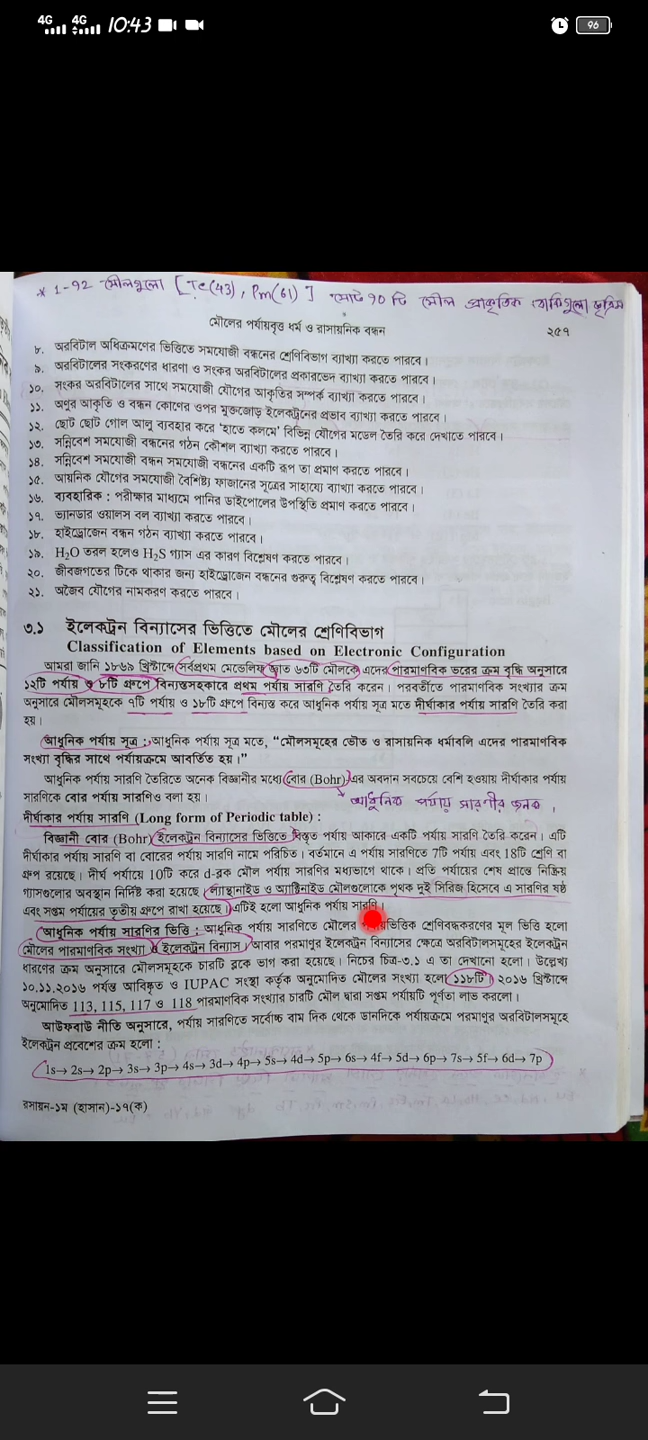 4G 4G 10:43 96
* 1-92 মৌলগুলো [Tc(43), Pm(61)] মোট 90 টি মৌল প্রাকৃতিক বাকিগুলো কৃত্রিম
মৌলের পর্যায়বৃত্ত ধর্ম ও রাসায়নিক বন্ধন ২৫৭
৮. অরবিটাল অধিক্রমণের ভিত্তিতে সমযোজী বন্ধনের শ্রেণিবিভাগ ব্যাখ্যা করতে পারবে।
৯. অরবিটালের সংকরণের ধারণা ও সংকর অরবিটালের প্রকারভেদ ব্যাখ্যা করতে পারবে।
১০. সংকর অরবিটালের সাথে সমযোজী যৌগের আকৃতির সম্পর্ক ব্যাখ্যা করতে পারবে।
১১. অণুর আকৃতি ও বন্ধন কোণের ওপর মুক্তজোড় ইলেকট্রনের প্রভাব ব্যাখ্যা করতে পারবে।
১২. ছোট ছোট গোল আলু ব্যবহার করে ‘হাতে কলমে’ বিভিন্ন যৌগের মডেল তৈরি করে দেখাতে পারবে।
১৩. সন্নিবেশ সমযোজী বন্ধনের গঠন কৌশল ব্যাখ্যা করতে পারবে।
১৪. সন্নিবেশ সমযোজী বন্ধন সমযোজী বন্ধনের একটি রূপ তা প্রমাণ করতে পারবে।
১৫. আয়নিক যৌগের সমযোজী বৈশিষ্ট্য ফাজানের সূত্রের সাহায্যে ব্যাখ্যা করতে পারবে।
১৬. ব্যবহারিক : পরীক্ষার মাধ্যমে পানির ডাইপোলের উপস্থিতি প্রমাণ করতে পারবে।
১৭. ভ্যানডার ওয়ালস বল ব্যাখ্যা করতে পারবে।
১৮. হাইড্রোজেন বন্ধন গঠন ব্যাখ্যা করতে পারবে।
১৯. H₂O তরল হলেও H₂S গ্যাস এর কারণ বিশ্লেষণ করতে পারবে।
২০. জীবজগতের টিকে থাকার জন্য হাইড্রোজেন বন্ধনের গুরুত্ব বিশ্লেষণ করতে পারবে।
২১. অজৈব যৌগের নামকরণ করতে পারবে।
৩.১ ইলেকট্রন বিন্যাসের ভিত্তিতে মৌলের শ্রেণিবিভাগ
Classification of Elements based on Electronic Configuration
আমরা জানি ১৮৬৯ খ্রিস্টাব্দে সর্বপ্রথম মেন্ডেলিফ জ্ঞাত ৬৩টি মৌলকে এদের পারমাণবিক ভরের ক্রম বৃদ্ধি অনুসারে
১২টি পর্যায় ও ৮টি গ্রুপে বিন্যস্তসহকারে প্রথম পর্যায় সারণি তৈরি করেন। পরবর্তীতে পারমাণবিক সংখ্যার ক্রম
অনুসারে মৌলসমূহকে ৭টি পর্যায় ও ১৮টি গ্রুপে বিন্যস্ত করে আধুনিক পর্যায় সূত্র মতে দীর্ঘাকার পর্যায় সারণি তৈরি করা
হয়।
আধুনিক পর্যায় সূত্র : আধুনিক পর্যায় সূত্র মতে, “মৌলসমূহের ভৌত ও রাসায়নিক ধর্মাবলি এদের পারমাণবিক
সংখ্যা বৃদ্ধির সাথে পর্যায়ক্রমে আবর্তিত হয়।”
আধুনিক পর্যায় সারণি তৈরিতে অনেক বিজ্ঞানীর মধ্যে বোর (Bohr) এর অবদান সবচেয়ে বেশি হওয়ায় দীর্ঘাকার পর্যায়
সারণিকে বোর পর্যায় সারণিও বলা হয়।
আধুনিক পর্যায় সারণীর জনক।
দীর্ঘাকার পর্যায় সারণি (Long form of Periodic table) :
বিজ্ঞানী বোর (Bohr) ইলেকট্রন বিন্যাসের ভিত্তিতে বিস্তৃত পর্যায় আকারে একটি পর্যায় সারণি তৈরি করেন। এটি
দীর্ঘাকার পর্যায় সারণি বা বোরের পর্যায় সারণি নামে পরিচিত। বর্তমানে এ পর্যায় সারণিতে 7টি পর্যায় এবং 18টি শ্রেণি বা
গ্রুপ রয়েছে। দীর্ঘ পর্যায়ে 10টি করে d-ব্লক মৌল পর্যায় সারণির মধ্যভাগে থাকে। প্রতি পর্যায়ের শেষ প্রান্তে নিষ্ক্রিয়
গ্যাসগুলোর অবস্থান নির্দিষ্ট করা হয়েছে। ল্যান্থানাইড ও অ্যাক্টিনাইড মৌলগুলোকে পৃথক দুই সিরিজ হিসেবে এ সারণির ষষ্ঠ
এবং সপ্তম পর্যায়ের তৃতীয় গ্রুপে রাখা হয়েছে। এটিই হলো আধুনিক পর্যায় সারণি।
আধুনিক পর্যায় সারণির ভিত্তি : আধুনিক পর্যায় সারণিতে মৌলের শ্রেণিবদ্ধকরণের মূল ভিত্তি হলো
মৌলের পারমাণবিক সংখ্যা ও ইলেকট্রন বিন্যাস। আবার পরমাণুর ইলেকট্রন বিন্যাসের ক্ষেত্রে অরবিটালসমূহের ইলেকট্রন
ধারণের ক্রম অনুসারে মৌলসমূহকে চারটি ব্লকে ভাগ করা হয়েছে। নিচের চিত্র-৩.১ এ তা দেখানো হলো। উল্লেখ্য
১০.১১.২০১৬ পর্যন্ত আবিষ্কৃত ও IUPAC সংস্থা কর্তৃক অনুমোদিত মৌলের সংখ্যা হলো ১১৮টি। ২০১৬ খ্রিস্টাব্দে
অনুমোদিত 113, 115, 117 ও 118 পারমাণবিক সংখ্যার চারটি মৌল দ্বারা সপ্তম পর্যায়টি পূর্ণতা লাভ করলো।
আউফবাউ নীতি অনুসারে, পর্যায় সারণিতে সর্বোচ্চ বাম দিক থেকে ডানদিকে পর্যায়ক্রমে পরমাণুর অরবিটালসমূহে
ইলেকট্রন প্রবেশের ক্রম হলো :
1s→ 2s→ 2p→ 3s→ 3p→ 4s→ 3d→ 4p→ 5s→ 4d→ 5p→ 6s→ 4f→ 5d→ 6p→ 7s→ 5f→ 6d→ 7p
রসায়ন-১ম (হাসান)-১৭(ক)